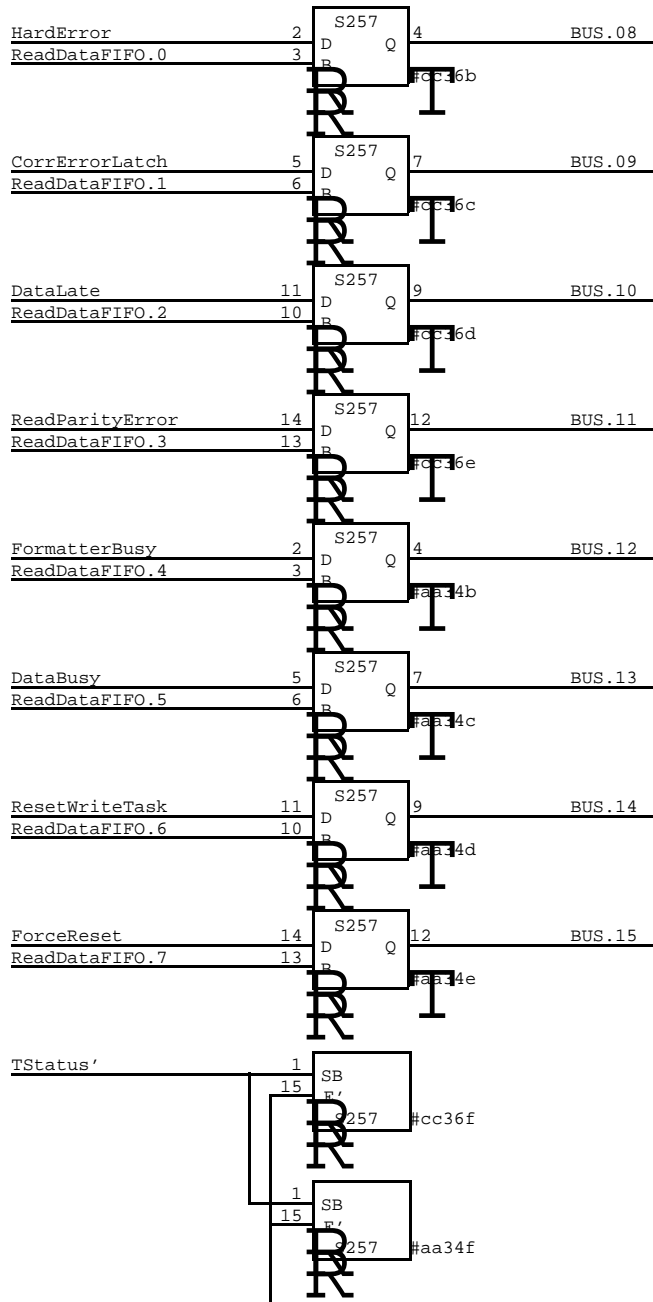 S257
HardError 2 D Q 4 BUS.08
ReadDataFIFO.0 3 B
#cc36b
S257
CorrErrorLatch 5 D Q 7 BUS.09
ReadDataFIFO.1 6 B
#cc36c
S257
DataLate 11 D Q 9 BUS.10
ReadDataFIFO.2 10 B
#cc36d
S257
ReadParityError 14 D Q 12 BUS.11
ReadDataFIFO.3 13 B
#cc36e
S257
FormatterBusy 2 D Q 4 BUS.12
ReadDataFIFO.4 3 B
#aa34b
S257
DataBusy 5 D Q 7 BUS.13
ReadDataFIFO.5 6 B
#aa34c
S257
ResetWriteTask 11 D Q 9 BUS.14
ReadDataFIFO.6 10 B
#aa34d
S257
ForceReset 14 D Q 12 BUS.15
ReadDataFIFO.7 13 B
#aa34e
TStatus’ 1 SB
15 E’
S257 #cc36f
1 SB
15 E’
S257 #aa34f